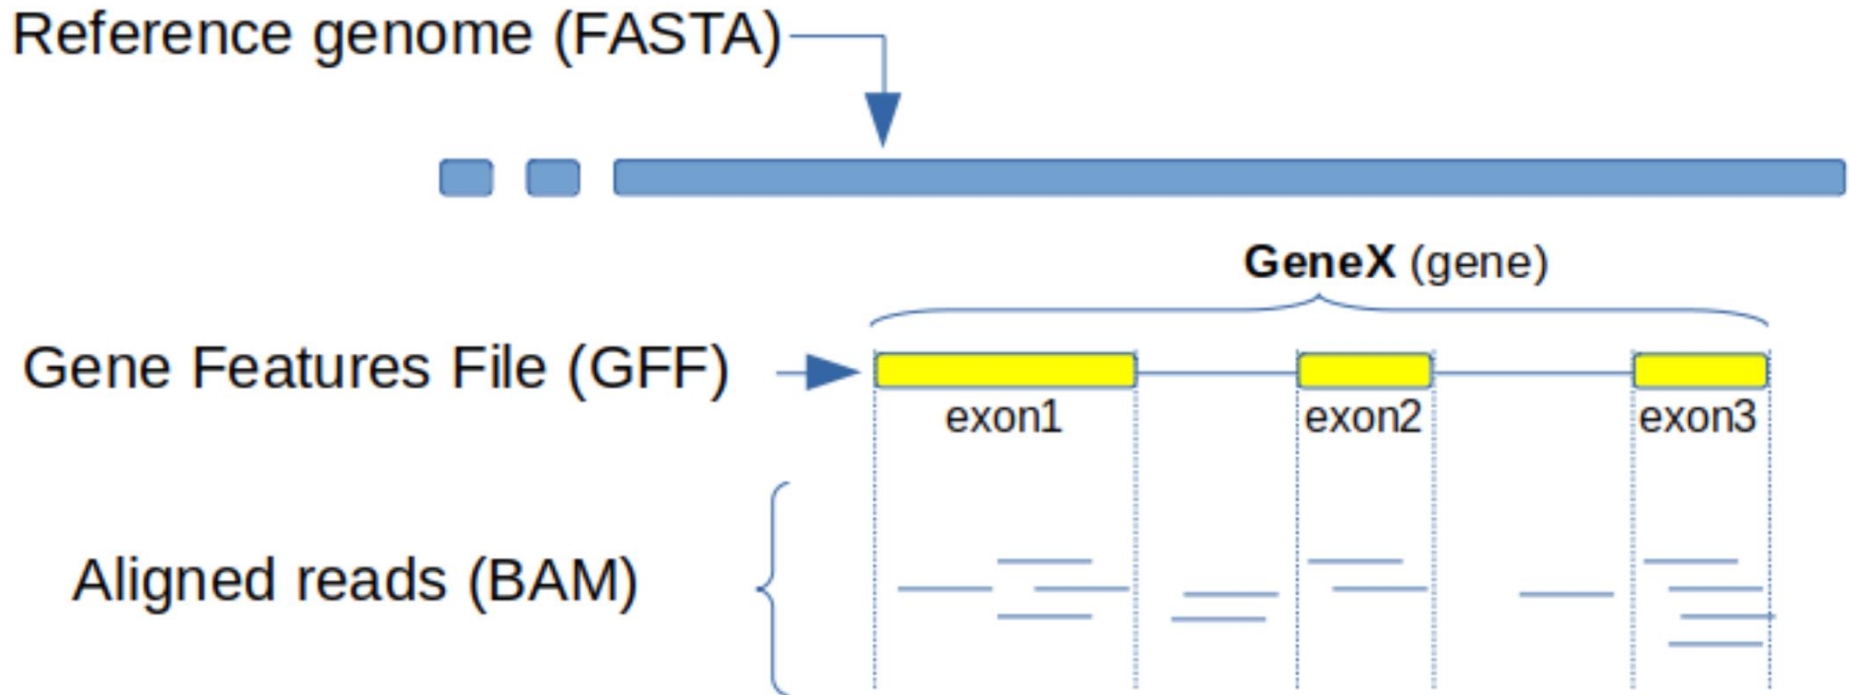 Reference genome (FASTA)
GeneX (gene)
Gene Features File (GFF)
exon1
exon2
exon3
Aligned reads (BAM)